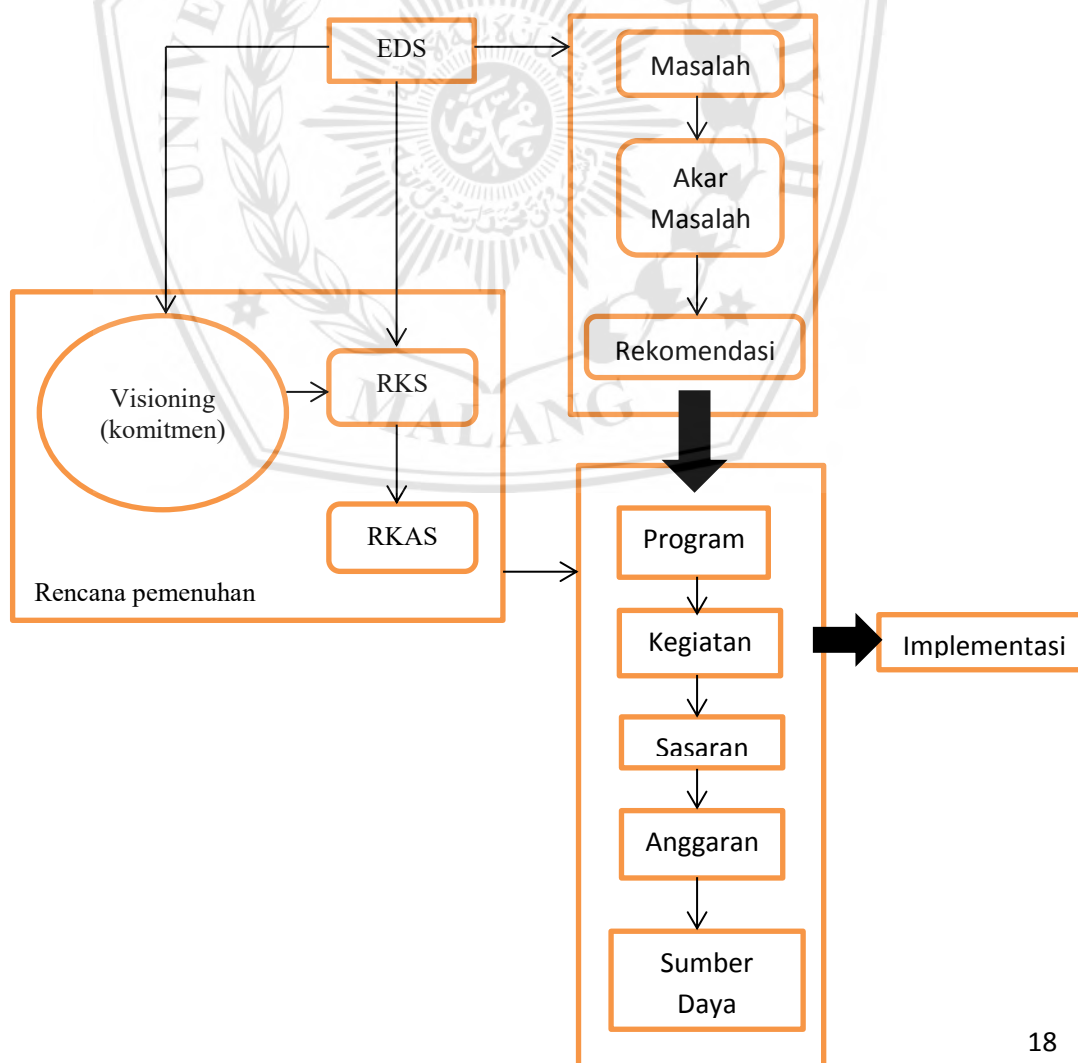 EDS
Masalah
Akar
Masalah
Rekomendasi
Visioning
(komitmen)
RKS
RKAS
Rencana pemenuhan
Program
Kegiatan
Implementasi
Sasaran
Anggaran
Sumber
Daya
MALANG
18